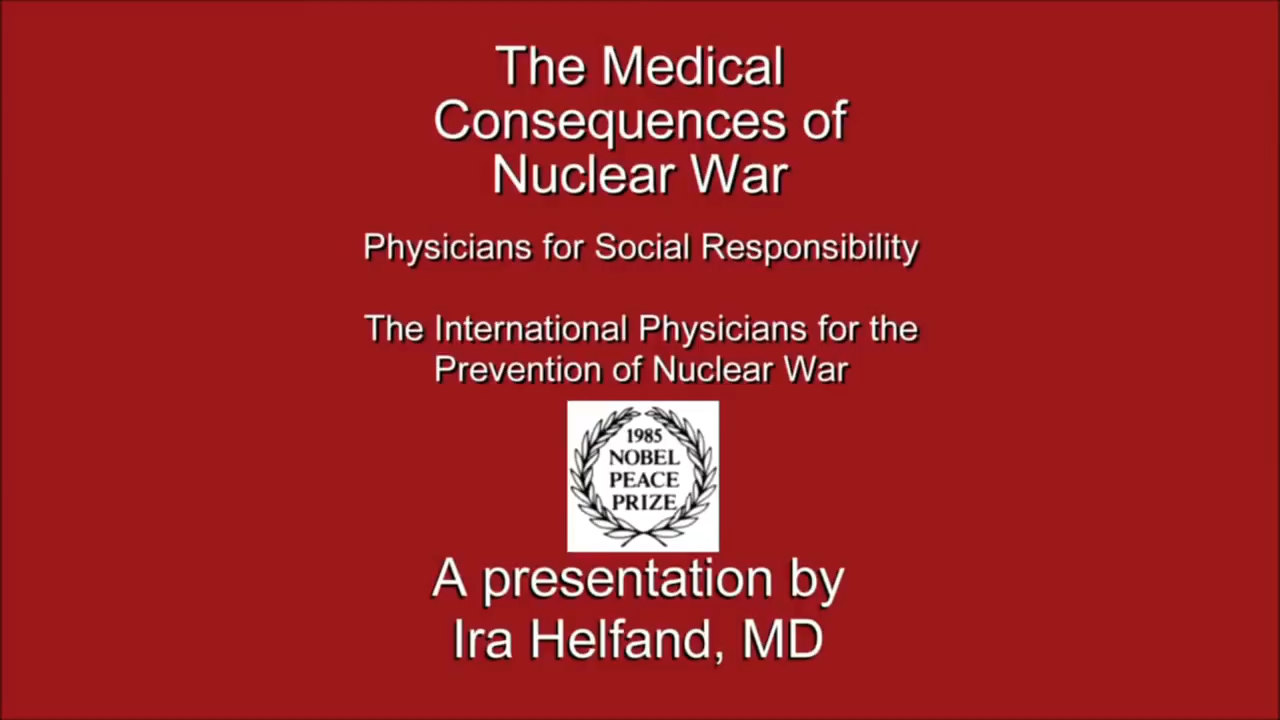 The Medical
Consequences of
Nuclear War
Physicians for Social Responsibility
The International Physicians for the
Prevention of Nuclear War
1985
NOBEL
PEACE
PRIZE
A presentation by
Ira Helfand, MD